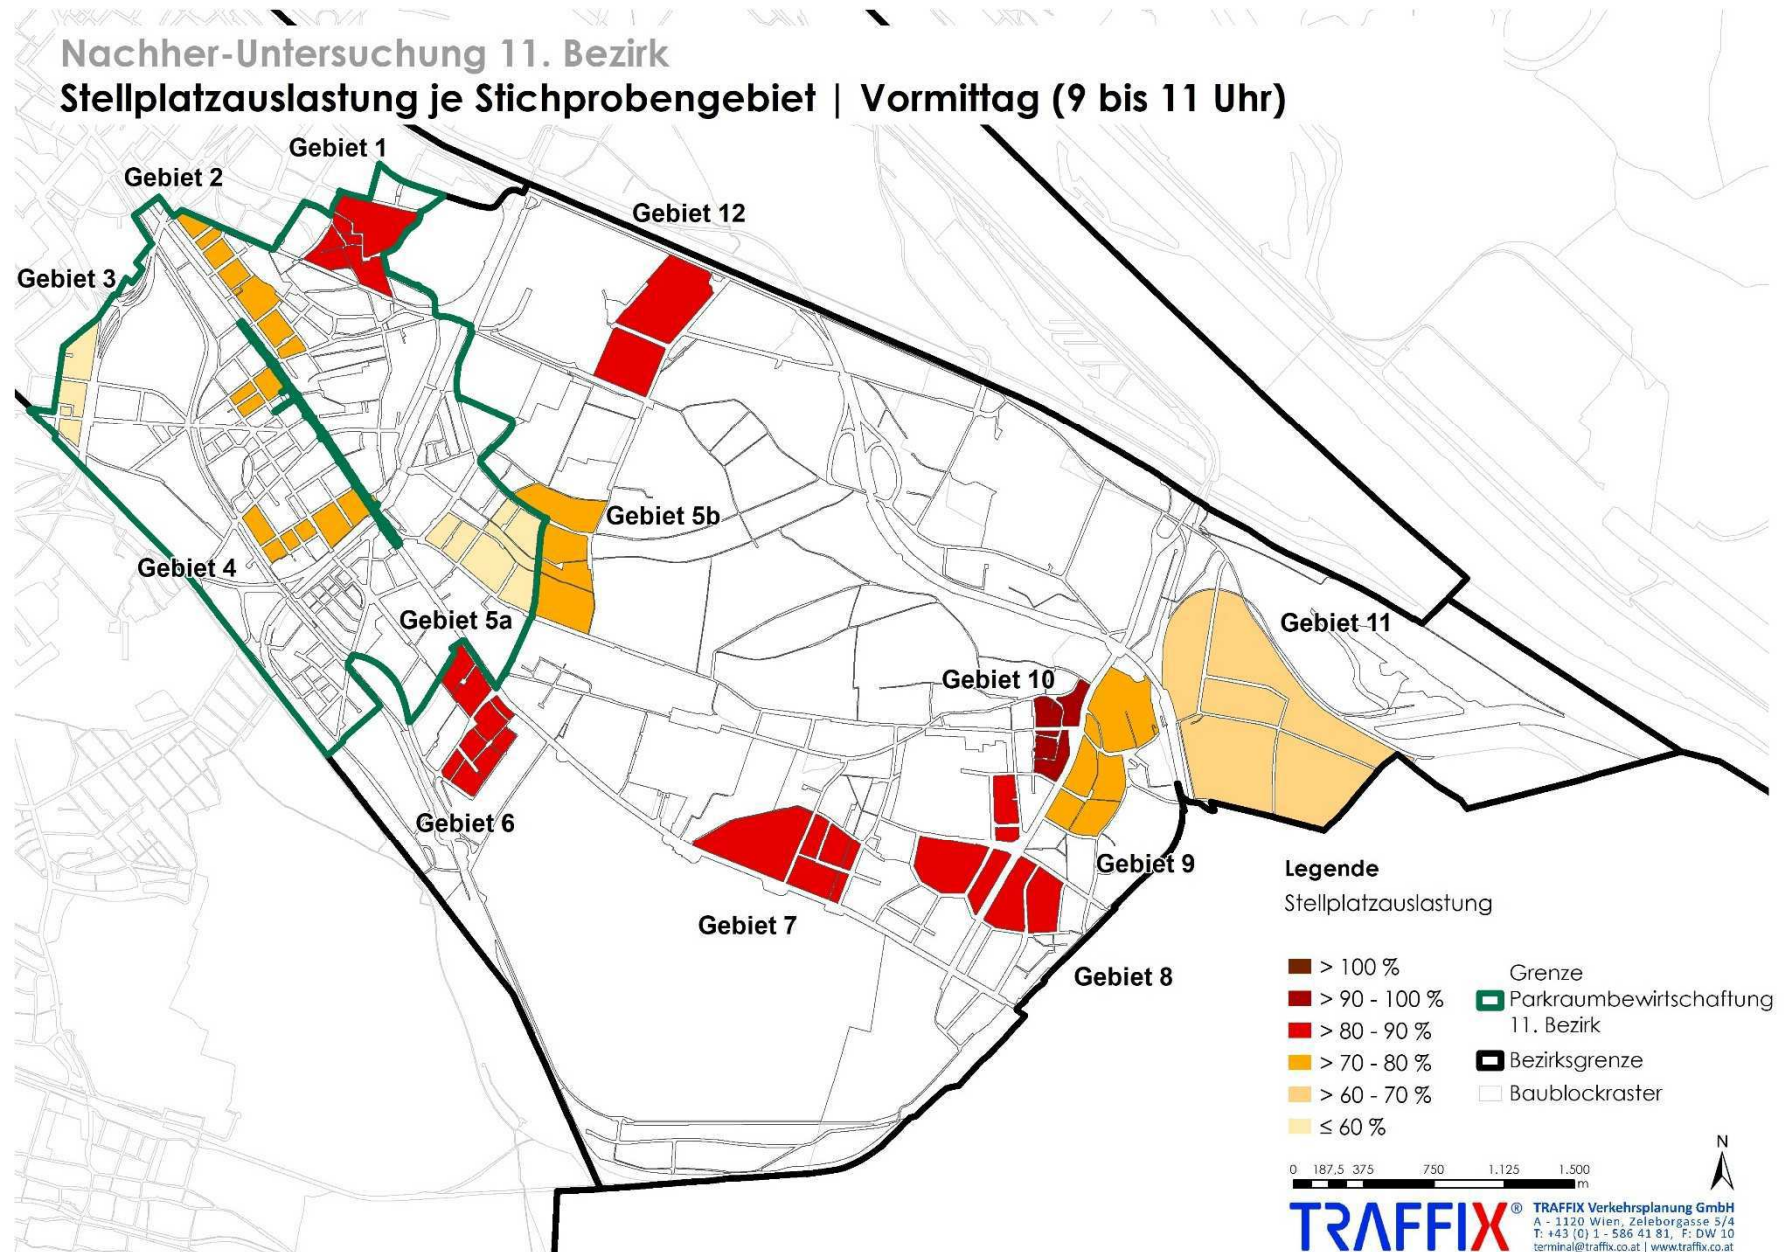 Nachher-Untersuchung 11. Bezirk
Stellplatzauslastung je Stichprobengebiet | Vormittag (9 bis 11 Uhr)
Gebiet 1
Gebiet 2
Gebiet 12
Gebiet 3
Gebiet 5b
Gebiet 4
Gebiet 5a
Gebiet 11
Gebiet 10
Gebiet 6
Gebiet 9
Gebiet 7
Gebiet 8
Legende
Stellplatzauslastung
> 100 %
> 90 - 100 %
> 80 - 90 %
> 70 - 80 %
> 60 - 70 %
≤ 60 %
Grenze
Parkraumbewirtschaftung
11. Bezirk
Bezirksgrenze
Baublockraster
N
0 187,5 375 750 1.125 1.500
m
TRAFFIX®
TRAFFIX Verkehrsplanung GmbH
A - 1120 Wien, Zeleborgasse 5/4
T: +43 (0) 1 - 586 41 81, F: DW 10
terminal@traffix.co.at | www.traffix.co.at